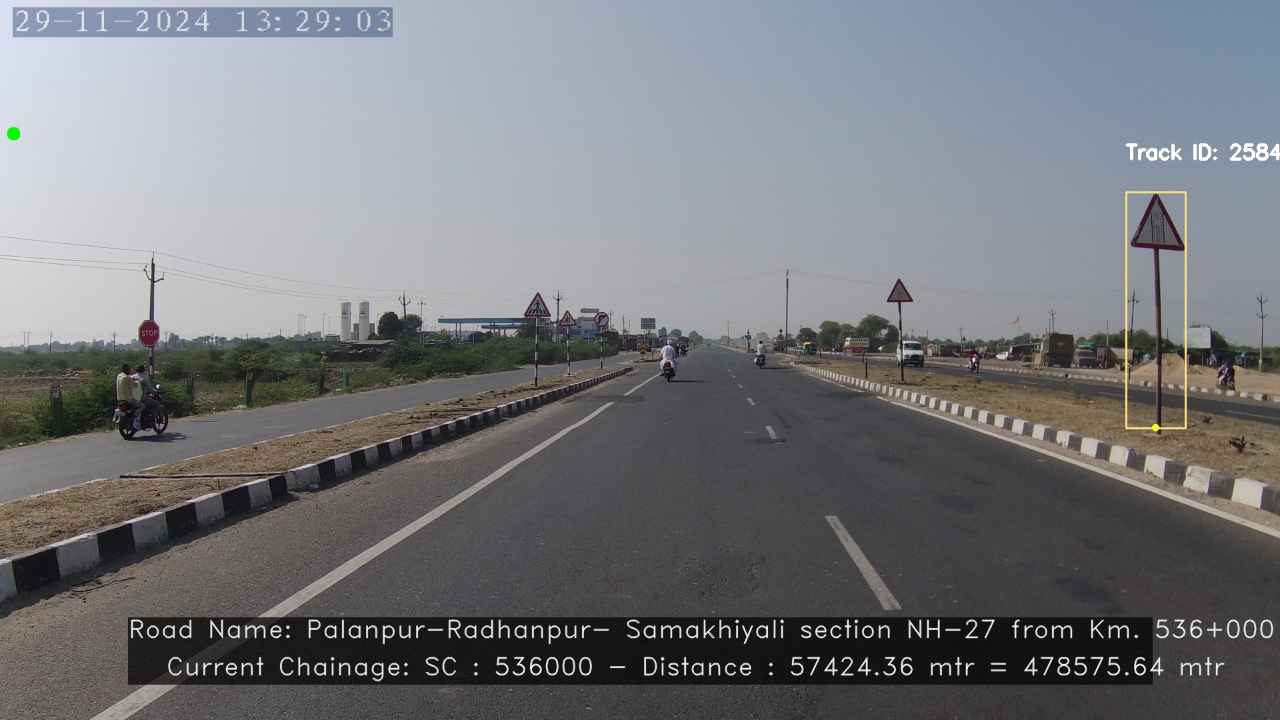 29-11-2024 13:29:03
Track ID: 2584
STOP
Road Name: Palanpur-Radhanpur- Samakhiyali section NH-27 from Km. 536+000
Current Chainage: SC : 536000 - Distance : 57424.36 mtr = 478575.64 mtr